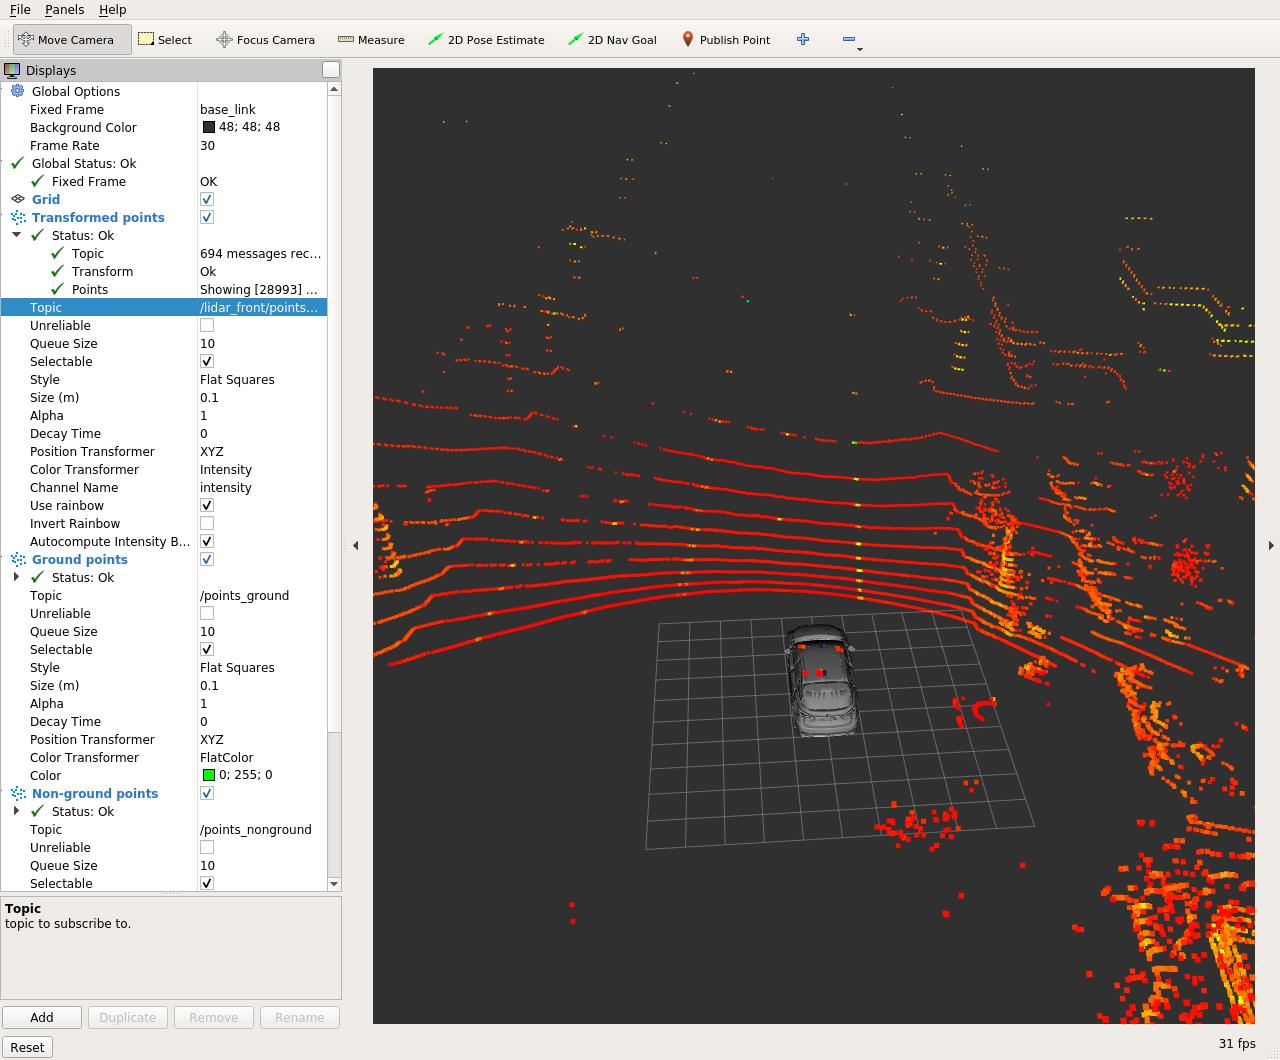 File Panels Help
Move Camera Select Focus Camera Measure 2D Pose Estimate 2D Nav Goal Publish Point
Displays
Global Options
Fixed Frame base_link
Background Color 48; 48; 48
Frame Rate 30
Global Status: Ok
Fixed Frame OK
Grid
Transformed points
Status: Ok
Topic 694 messages rec...
Transform Ok
Points Showing [28993] ...
Topic /lidar_front/points...
Unreliable
Queue Size 10
Selectable
Style Flat Squares
Size (m) 0.1
Alpha 1
Decay Time 0
Position Transformer XYZ
Color Transformer Intensity
Channel Name intensity
Use rainbow
Invert Rainbow
Autocompute Intensity B...
Ground points
Status: Ok
Topic /points_ground
Unreliable
Queue Size 10
Selectable
Style Flat Squares
Size (m) 0.1
Alpha 1
Decay Time 0
Position Transformer XYZ
Color Transformer FlatColor
Color 0; 255; 0
Non-ground points
Status: Ok
Topic /points_nonground
Unreliable
Queue Size 10
Selectable
Topic
topic to subscribe to.
Add Duplicate Remove Rename
Reset
31 fps